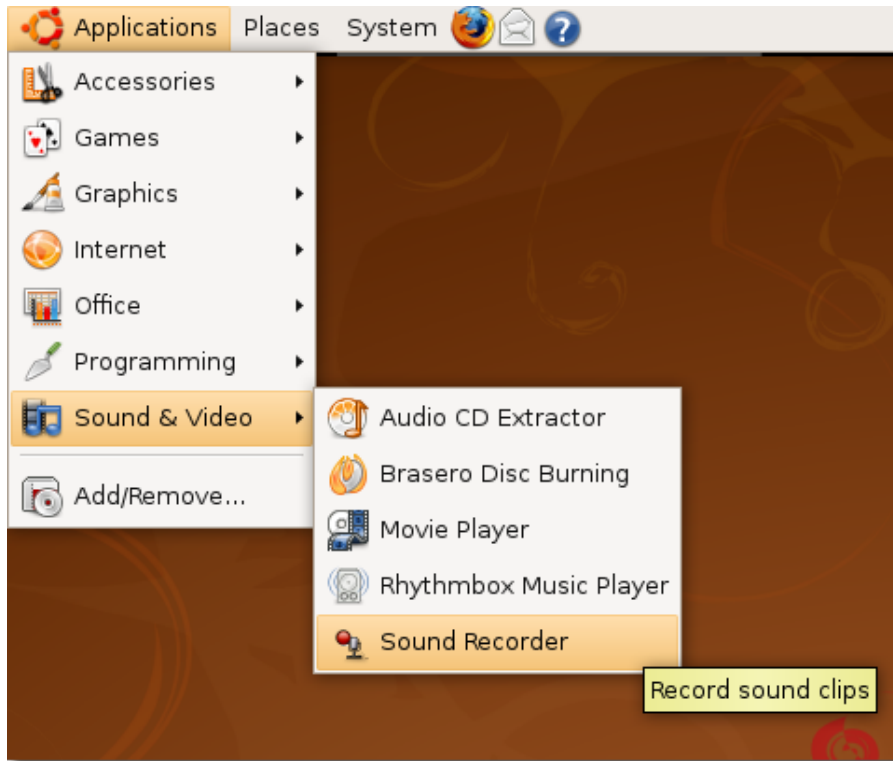 Applications Places System
Accessories
Games
Graphics
Internet
Office
Programming
Sound & Video
Add/Remove...
Audio CD Extractor
Brasero Disc Burning
Movie Player
Rhythmbox Music Player
Sound Recorder
Record sound clips